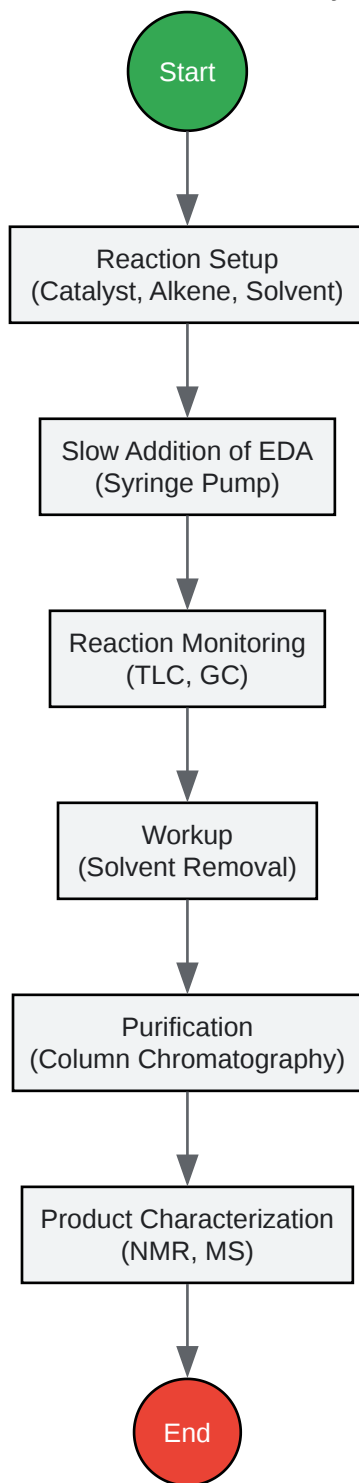 Start
Reaction Setup
(Catalyst, Alkene, Solvent)
Slow Addition of EDA
(Syringe Pump)
Reaction Monitoring
(TLC, GC)
Workup
(Solvent Removal)
Purification
(Column Chromatography)
Product Characterization
(NMR, MS)
End